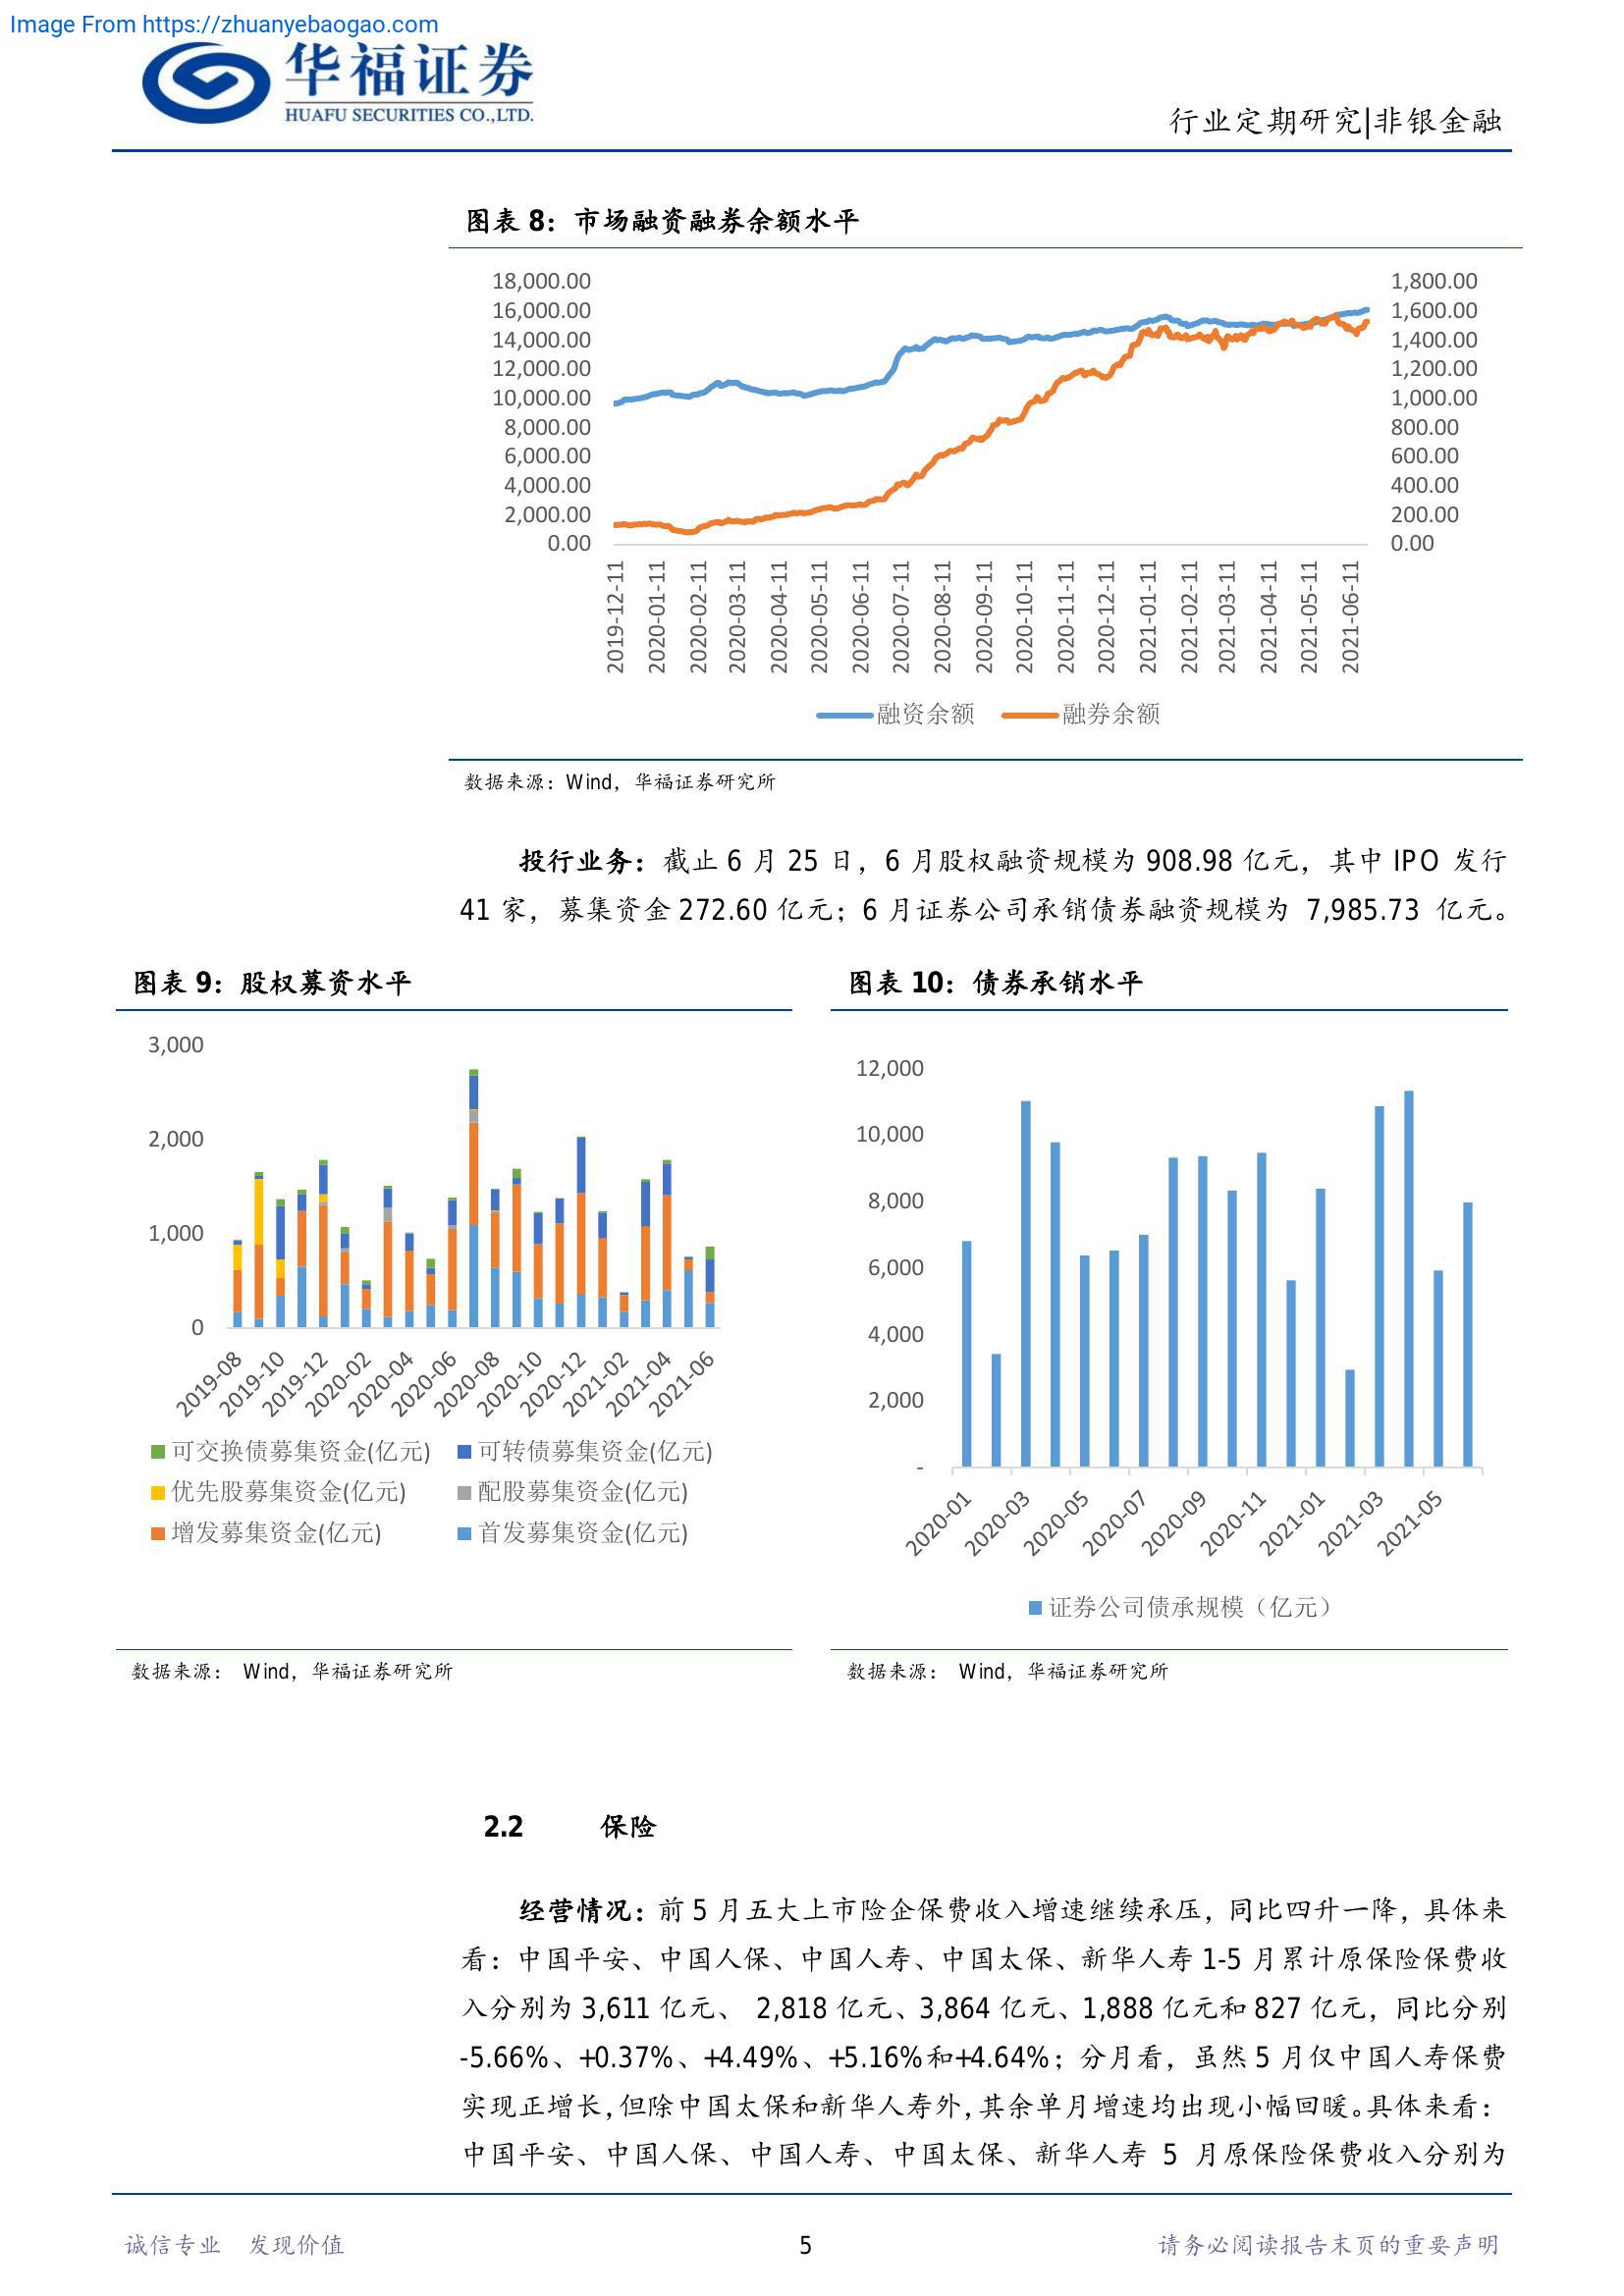 Image From https://zhuanyebaogao.com
华福证券
HUAFU SECURITIES CO.,LTD.
行业定期研究|非银金融
图表 8：市场融资融券余额水平
18,000.00
16,000.00
14,000.00
12,000.00
10,000.00
8,000.00
6,000.00
4,000.00
2,000.00
0.00
1,800.00
1,600.00
1,400.00
1,200.00
1,000.00
800.00
600.00
400.00
200.00
0.00
2019-12-11
2020-01-11
2020-02-11
2020-03-11
2020-04-11
2020-05-11
2020-06-11
2020-07-11
2020-08-11
2020-09-11
2020-10-11
2020-11-11
2020-12-11
2021-01-11
2021-02-11
2021-03-11
2021-04-11
2021-05-11
2021-06-11
融资余额 融券余额
数据来源：Wind，华福证券研究所
投行业务：截止 6 月 25 日，6 月股权融资规模为 908.98 亿元，其中 IPO 发行
41 家，募集资金 272.60 亿元；6 月证券公司承销债券融资规模为 7,985.73 亿元。
图表 9：股权募资水平
3,000
2,000
1,000
0
2019-08
2019-10
2019-12
2020-02
2020-04
2020-06
2020-08
2020-10
2020-12
2021-02
2021-04
2021-06
可交换债募集资金(亿元) 可转债募集资金(亿元)
优先股募集资金(亿元) 配股募集资金(亿元)
增发募集资金(亿元) 首发募集资金(亿元)
数据来源： Wind，华福证券研究所
图表 10：债券承销水平
12,000
10,000
8,000
6,000
4,000
2,000
-
2020-01
2020-03
2020-05
2020-07
2020-09
2020-11
2021-01
2021-03
2021-05
证券公司债承规模（亿元）
数据来源： Wind，华福证券研究所
2.2 保险
经营情况：前 5 月五大上市险企保费收入增速继续承压，同比四升一降，具体来
看：中国平安、中国人保、中国人寿、中国太保、新华人寿 1-5 月累计原保险保费收
入分别为 3,611 亿元、 2,818 亿元、3,864 亿元、1,888 亿元和 827 亿元，同比分别
-5.66%、+0.37%、+4.49%、+5.16%和+4.64%；分月看，虽然 5 月仅中国人寿保费
实现正增长，但除中国太保和新华人寿外，其余单月增速均出现小幅回暖。具体来看：
中国平安、中国人保、中国人寿、中国太保、新华人寿 5 月原保险保费收入分别为
诚信专业 发现价值
5
请务必阅读报告末页的重要声明